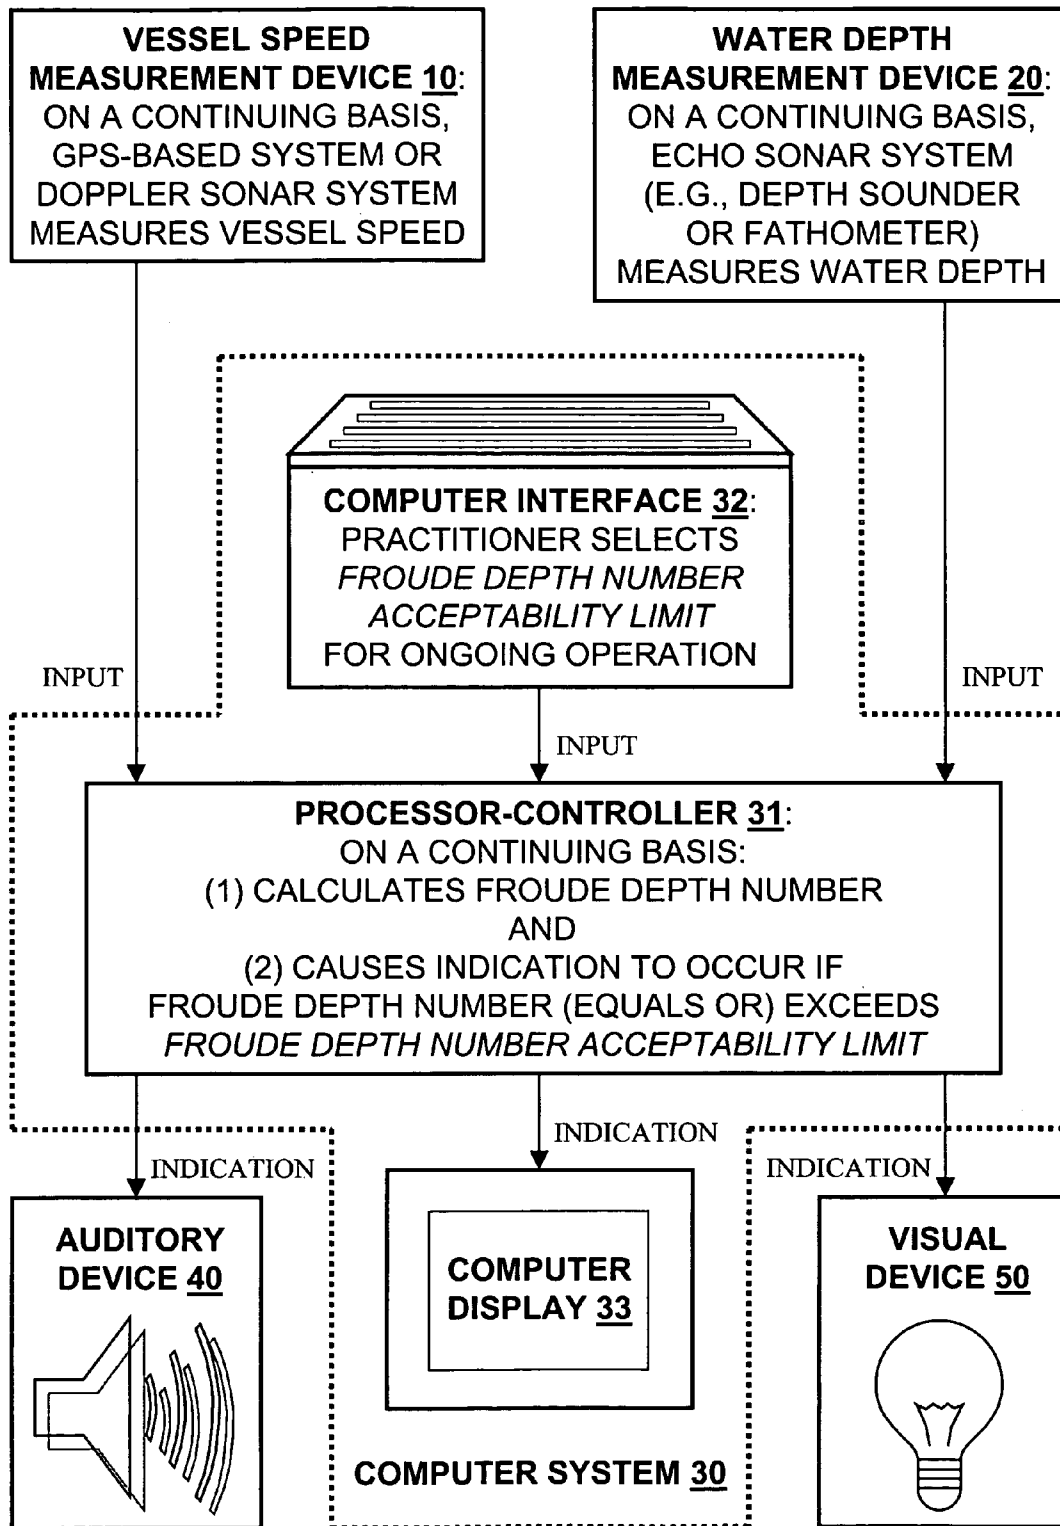 VESSEL SPEED
MEASUREMENT DEVICE 10:
ON A CONTINUING BASIS,
GPS-BASED SYSTEM OR
DOPPLER SONAR SYSTEM
MEASURES VESSEL SPEED
WATER DEPTH
MEASUREMENT DEVICE 20:
ON A CONTINUING BASIS,
ECHO SONAR SYSTEM
(E.G., DEPTH SOUNDER
OR FATHOMETER)
MEASURES WATER DEPTH
COMPUTER INTERFACE 32:
PRACTITIONER SELECTS
FROUDE DEPTH NUMBER
ACCEPTABILITY LIMIT
FOR ONGOING OPERATION
INPUT
INPUT
INPUT
PROCESSOR-CONTROLLER 31:
ON A CONTINUING BASIS:
(1) CALCULATES FROUDE DEPTH NUMBER
AND
(2) CAUSES INDICATION TO OCCUR IF
FROUDE DEPTH NUMBER (EQUALS OR) EXCEEDS
FROUDE DEPTH NUMBER ACCEPTABILITY LIMIT
INDICATION
INDICATION
INDICATION
AUDITORY
DEVICE 40
COMPUTER
DISPLAY 33
VISUAL
DEVICE 50
COMPUTER SYSTEM 30